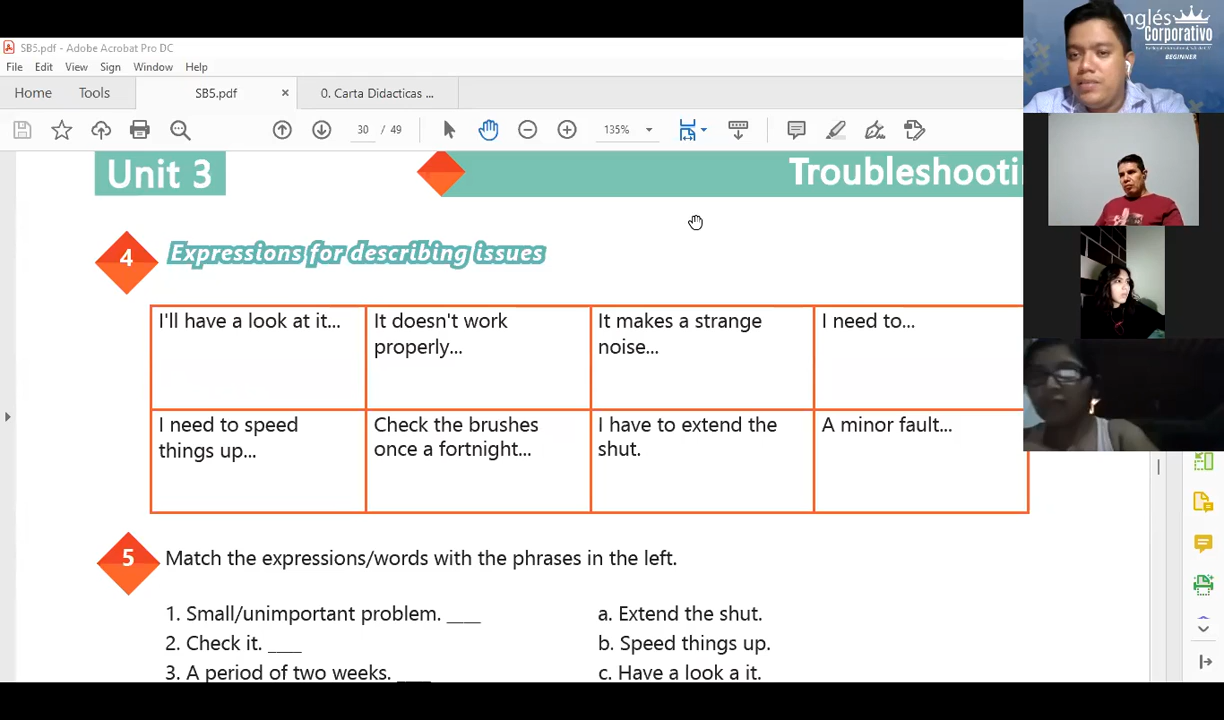 SB5.pdf - Adobe Acrobat Pro DC
File Edit View Sign Window Help
Home Tools SB5.pdf × 0. Carta Didacticas ...
30 / 49 135%
Unit 3
Troubleshooti
4 Expressions for describing issues
I'll have a look at it...
It doesn't work
properly...
It makes a strange
noise...
I need to...
I need to speed
things up...
Check the brushes
once a fortnight...
I have to extend the
shut.
A minor fault...
5 Match the expressions/words with the phrases in the left.
1. Small/unimportant problem. ____ a. Extend the shut.
2. Check it. ____ b. Speed things up.
3. A period of two weeks. ____ c. Have a look a it.
nglés
Corporativo
BEGINNER